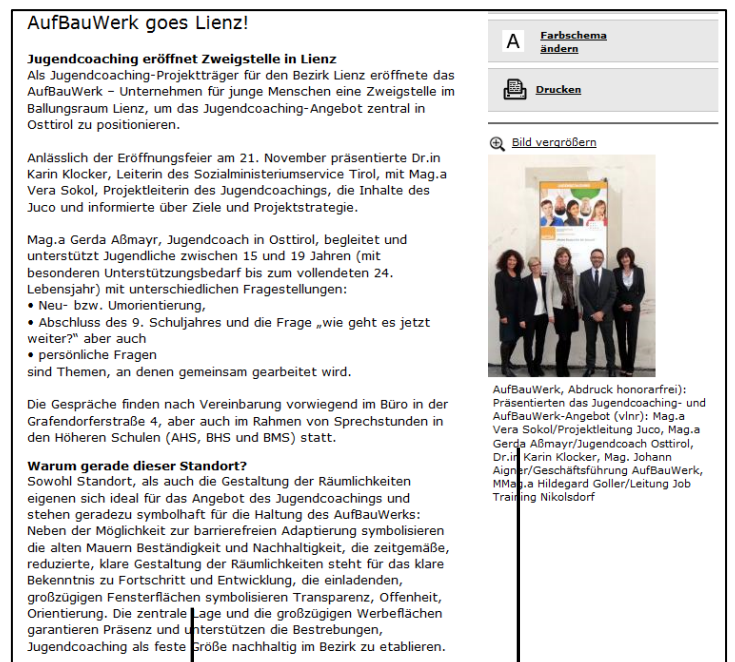 AufBauWerk goes Lienz!
Jugendcoaching eröffnet Zweigstelle in Lienz
Als Jugendcoaching-Projektträger für den Bezirk Lienz eröffnete das
AufBauWerk – Unternehmen für junge Menschen eine Zweigstelle im
Ballungsraum Lienz, um das Jugendcoaching-Angebot zentral in
Osttirol zu positionieren.
Anlässlich der Eröffnungsfeier am 21. November präsentierte Dr.in
Karin Klocker, Leiterin des Sozialministeriumservice Tirol, mit Mag.a
Vera Sokol, Projektleiterin des Jugendcoachings, die Inhalte des
Juco und informierte über Ziele und Projektstrategie.
Mag.a Gerda Aßmayr, Jugendcoach in Osttirol, begleitet und
unterstützt Jugendliche zwischen 15 und 19 Jahren (mit
besonderen Unterstützungsbedarf bis zum vollendeten 24.
Lebensjahr) mit unterschiedlichen Fragestellungen:
• Neu- bzw. Umorientierung,
• Abschluss des 9. Schuljahres und die Frage „wie geht es jetzt
weiter?“ aber auch
• persönliche Fragen
sind Themen, an denen gemeinsam gearbeitet wird.
Die Gespräche finden nach Vereinbarung vorwiegend im Büro in der
Grafendorferstraße 4, aber auch im Rahmen von Sprechstunden in
den Höheren Schulen (AHS, BHS und BMS) statt.
Warum gerade dieser Standort?
Sowohl Standort, als auch die Gestaltung der Räumlichkeiten
eigenen sich ideal für das Angebot des Jugendcoachings und
stehen geradezu symbolhaft für die Haltung des AufBauWerks:
Neben der Möglichkeit zur barrierefreien Adaptierung symbolisieren
die alten Mauern Beständigkeit und Nachhaltigkeit, die zeitgemäße,
reduzierte, klare Gestaltung der Räumlichkeiten steht für das klare
Bekenntnis zu Fortschritt und Entwicklung, die einladenden,
großzügigen Fensterflächen symbolisieren Transparenz, Offenheit,
Orientierung. Die zentrale Lage und die großzügigen Werbeflächen
garantieren Präsenz und unterstützen die Bestrebungen,
Jugendcoaching als feste Größe nachhaltig im Bezirk zu etablieren.
A
Farbschema
ändern
Drucken
Bild vergrößern
AufBauWerk, Abdruck honorarfrei):
Präsentierten das Jugendcoaching- und
AufBauWerk-Angebot (vlnr): Mag.a
Vera Sokol/Projektleitung Juco, Mag.a
Gerda Aßmayr/Jugendcoach Osttirol,
Dr.in Karin Klocker, Mag. Johann
Aigner/Geschäftsführung AufBauWerk,
MMag.a Hildegard Goller/Leitung Job
Training Nikolsdorf